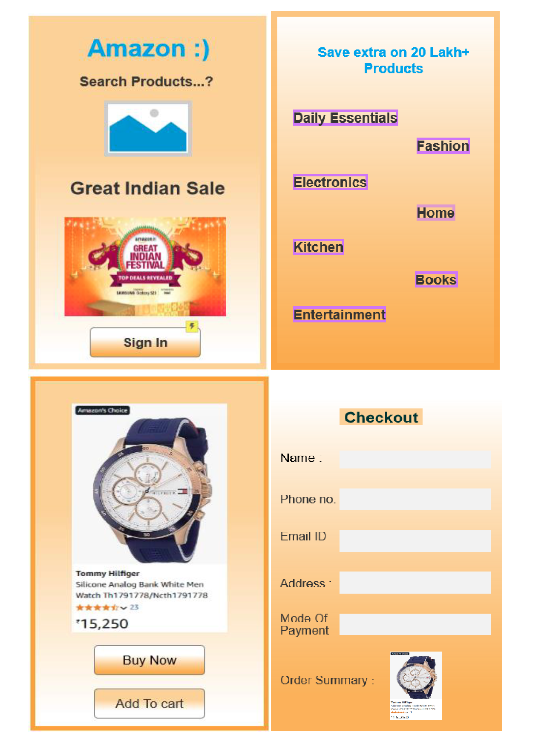 Amazon :)
Search Products...?
Great Indian Sale
GREAT
INDIAN
FESTIVAL
TOP DEALS REVEALED
Sign In
Save extra on 20 Lakh+
Products
Daily Essentials
Fashion
Electronics
Home
Kitchen
Books
Entertainment
Amazon's Choice
Tommy Hilfiger
Silicone Analog Bank White Men
Watch Th1791778/Ncth1791778
23
₹15,250
Buy Now
Add To cart
Checkout
Name :
Phone no.
Email ID
Address :
Mode Of
Payment
Order Summary :